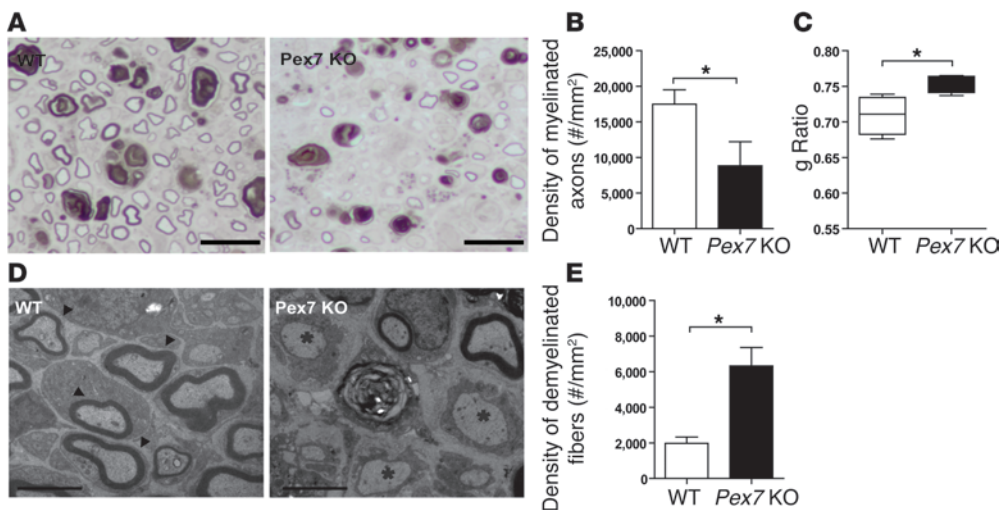 A
WT
Pex7 KO
B
Density of myelinated
axons (#/mm²)
25,000
20,000
15,000
10,000
5,000
0
*
WT
Pex7 KO
C
g Ratio
0.80
0.75
0.70
0.65
0.55
*
WT
Pex7 KO
D
WT
Pex7 KO
*
*
*
*
E
Density of demyelinated
fibers (#/mm²)
10,000
8,000
6,000
4,000
2,000
0
*
WT
Pex7 KO